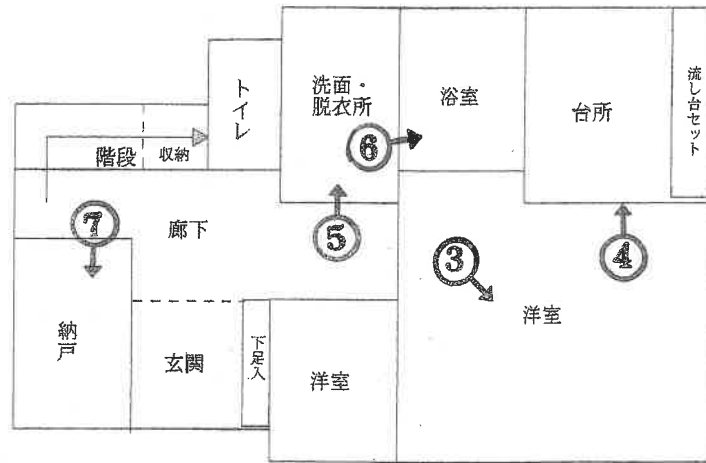 トイレ
洗面・
脱衣所
浴室
台所
流し台セット
⑥
階段
収納
⑦
廊下
⑤
③
④
納戸
玄関
下足入
洋室
洋室